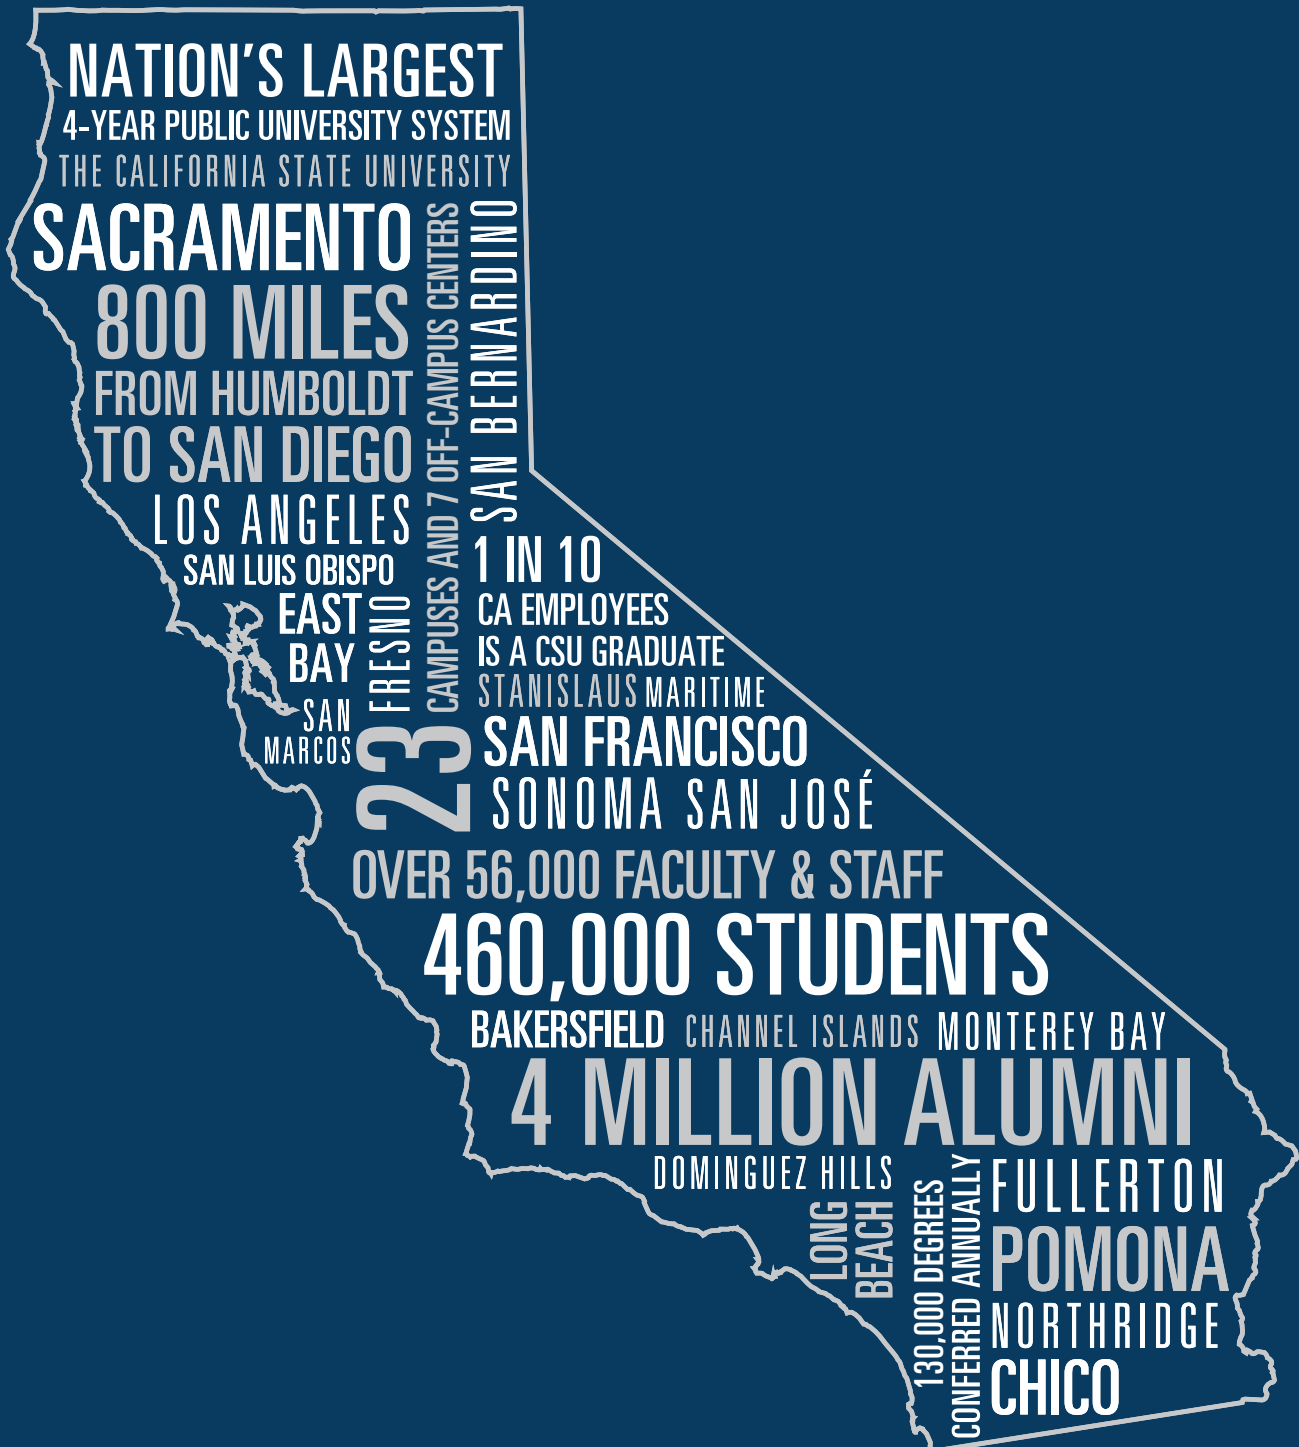 NATION'S LARGEST
4-YEAR PUBLIC UNIVERSITY SYSTEM
THE CALIFORNIA STATE UNIVERSITY
SACRAMENTO
800 MILES
FROM HUMBOLDT
TO SAN DIEGO
LOS ANGELES
SAN LUIS OBISPO
EAST
BAY
FRESNO
SAN
MARCOS
23
CAMPUSES AND 7 OFF-CAMPUS CENTERS
SAN BERNARDINO
1 IN 10
CA EMPLOYEES
IS A CSU GRADUATE
STANISLAUS MARITIME
SAN FRANCISCO
SONOMA SAN JOSÉ
OVER 56,000 FACULTY & STAFF
460,000 STUDENTS
BAKERSFIELD CHANNEL ISLANDS MONTEREY BAY
4 MILLION ALUMNI
DOMINGUEZ HILLS
LONG
BEACH
130,000 DEGREES
CONFERRED ANNUALLY
FULLERTON
POMONA
NORTHRIDGE
CHICO